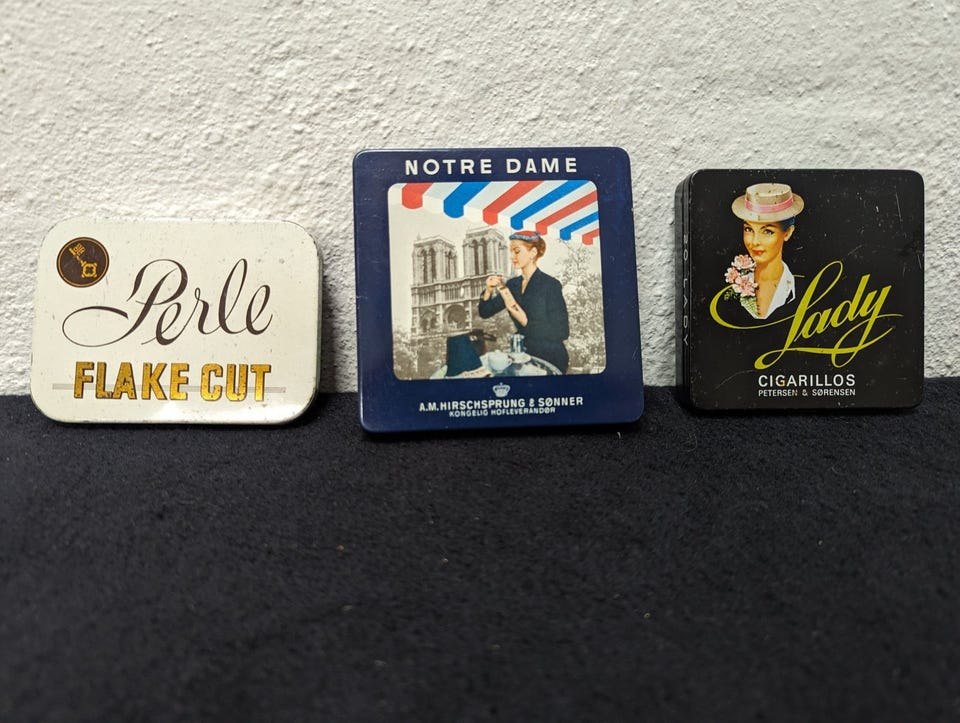 Perle
FLAKE CUT
NOTRE DAME
A.M. HIRSCHSPRUNG & SØNNER
KONGELIG HOFLEVERANDØR
Lady
CIGARILLOS
PETERSEN & SØRENSEN